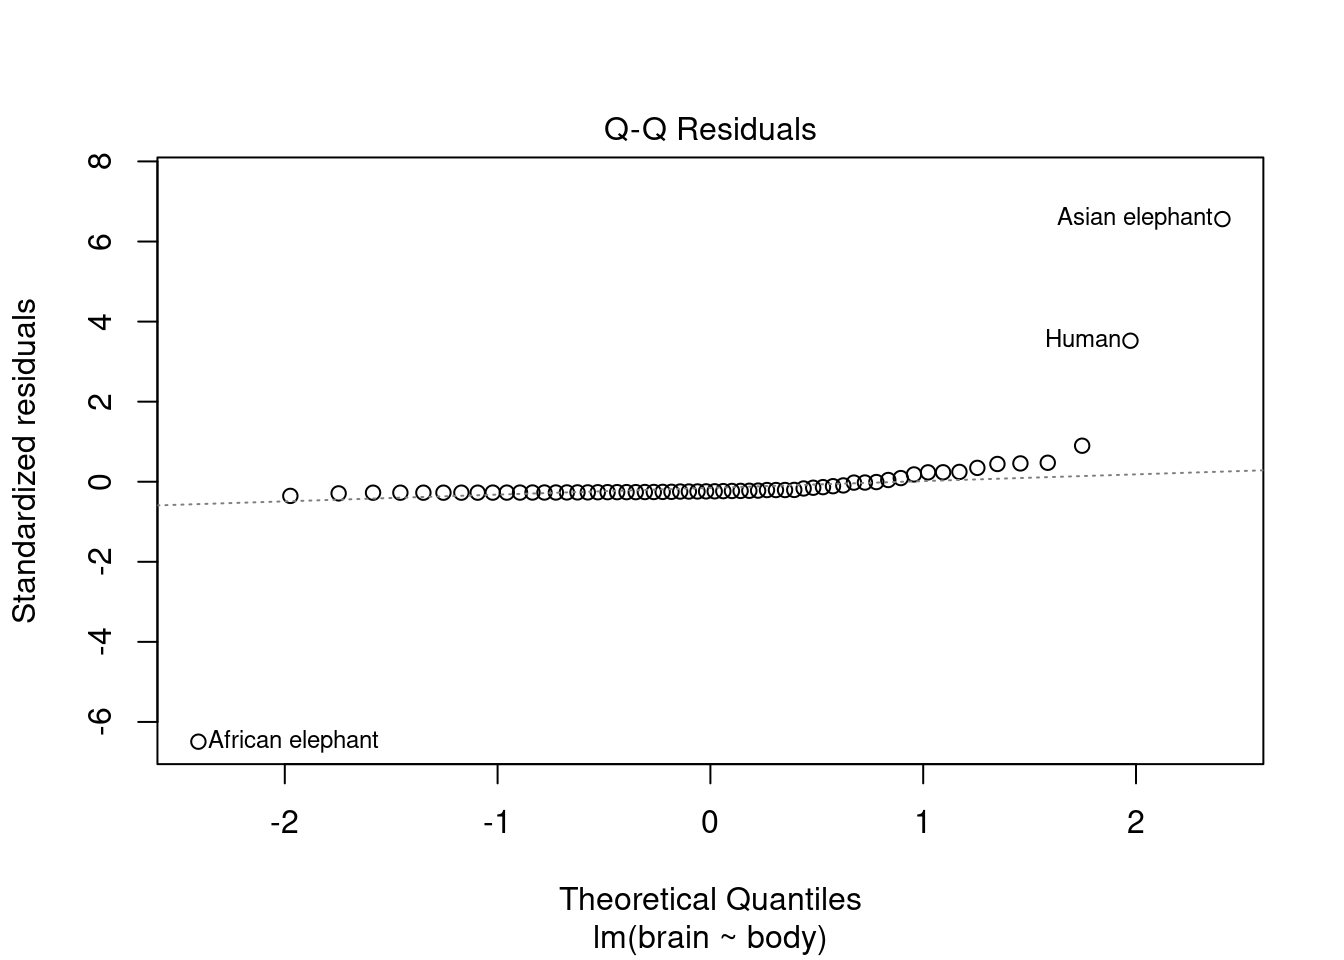 Q-Q Residuals
8
6
4
2
0
-2
-4
-6
Standardized residuals
Asian elephant
Human
African elephant
-2
-1
0
1
2
Theoretical Quantiles
lm(brain ~ body)